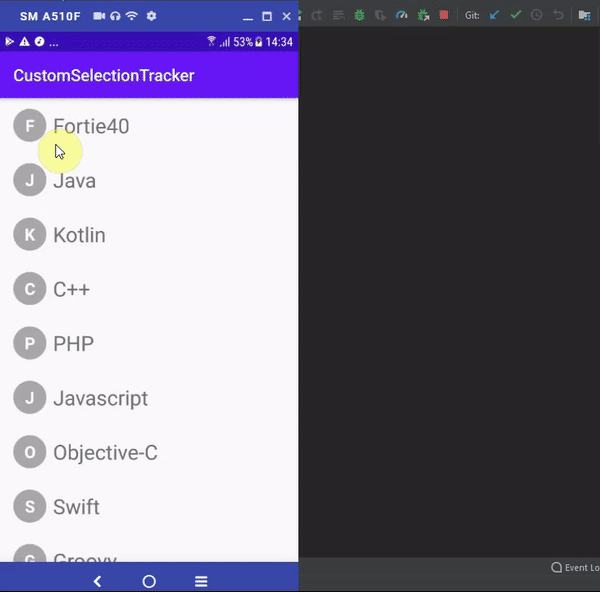 SM A510F
Git:
... 53% 14:34
CustomSelectionTracker
F Fortie40
J Java
K Kotlin
C C++
P PHP
J Javascript
O Objective-C
S Swift
G Groovy
Event Lo